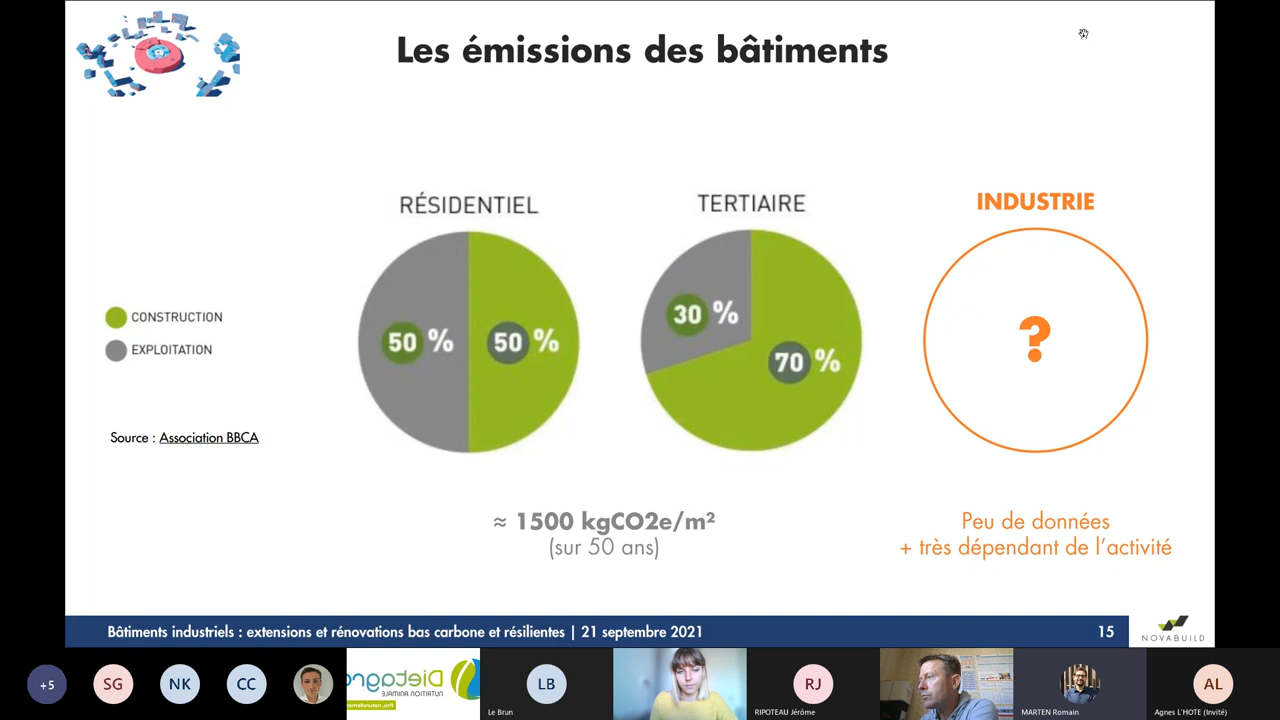 Les émissions des bâtiments
RÉSIDENTIEL
TERTIAIRE
INDUSTRIE
CONSTRUCTION
EXPLOITATION
50 %
50 %
30 %
70 %
?
Source : Association BBCA
≈ 1500 kgCO2e/m²
(sur 50 ans)
Peu de données
+ très dépendant de l'activité
Bâtiments industriels : extensions et rénovations bas carbone et résilientes | 21 septembre 2021
15
NOVABUILD
+5
SG
NK
CC
Dietagro
NUTRITION ANIMALE
LB
Le Brun
RJ
RIPOTEAU Jérôme
MARTEN Romain
AL
Agnes L'HOTE (Invité)